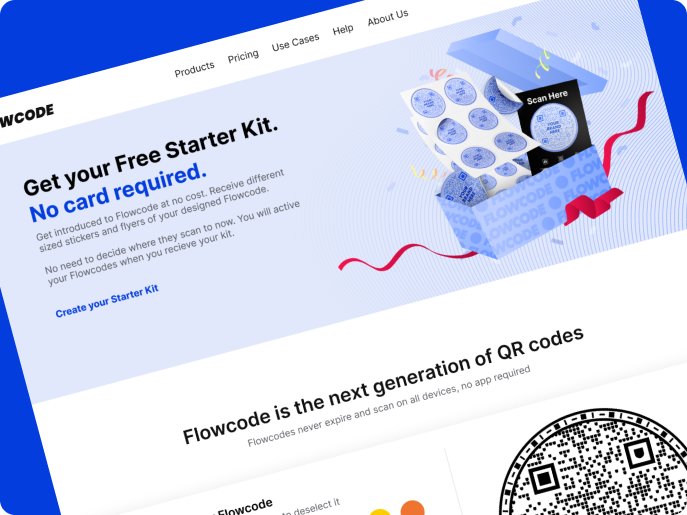 WCODE
Products
Pricing
Use Cases
Help
About Us
Get your Free Starter Kit.
No card required.
Get introduced to Flowcode at no cost. Receive different
sized stickers and flyers of your designed Flowcode.
No need to decide where they scan to now. You will active
your Flowcodes when you recieve your kit.
Create your Starter Kit
Scan Here
YOUR
BRAND
HERE
FLOWCODE
Flowcode is the next generation of QR codes
Flowcodes never expire and scan on all devices, no app required
Flowcode
to deselect it